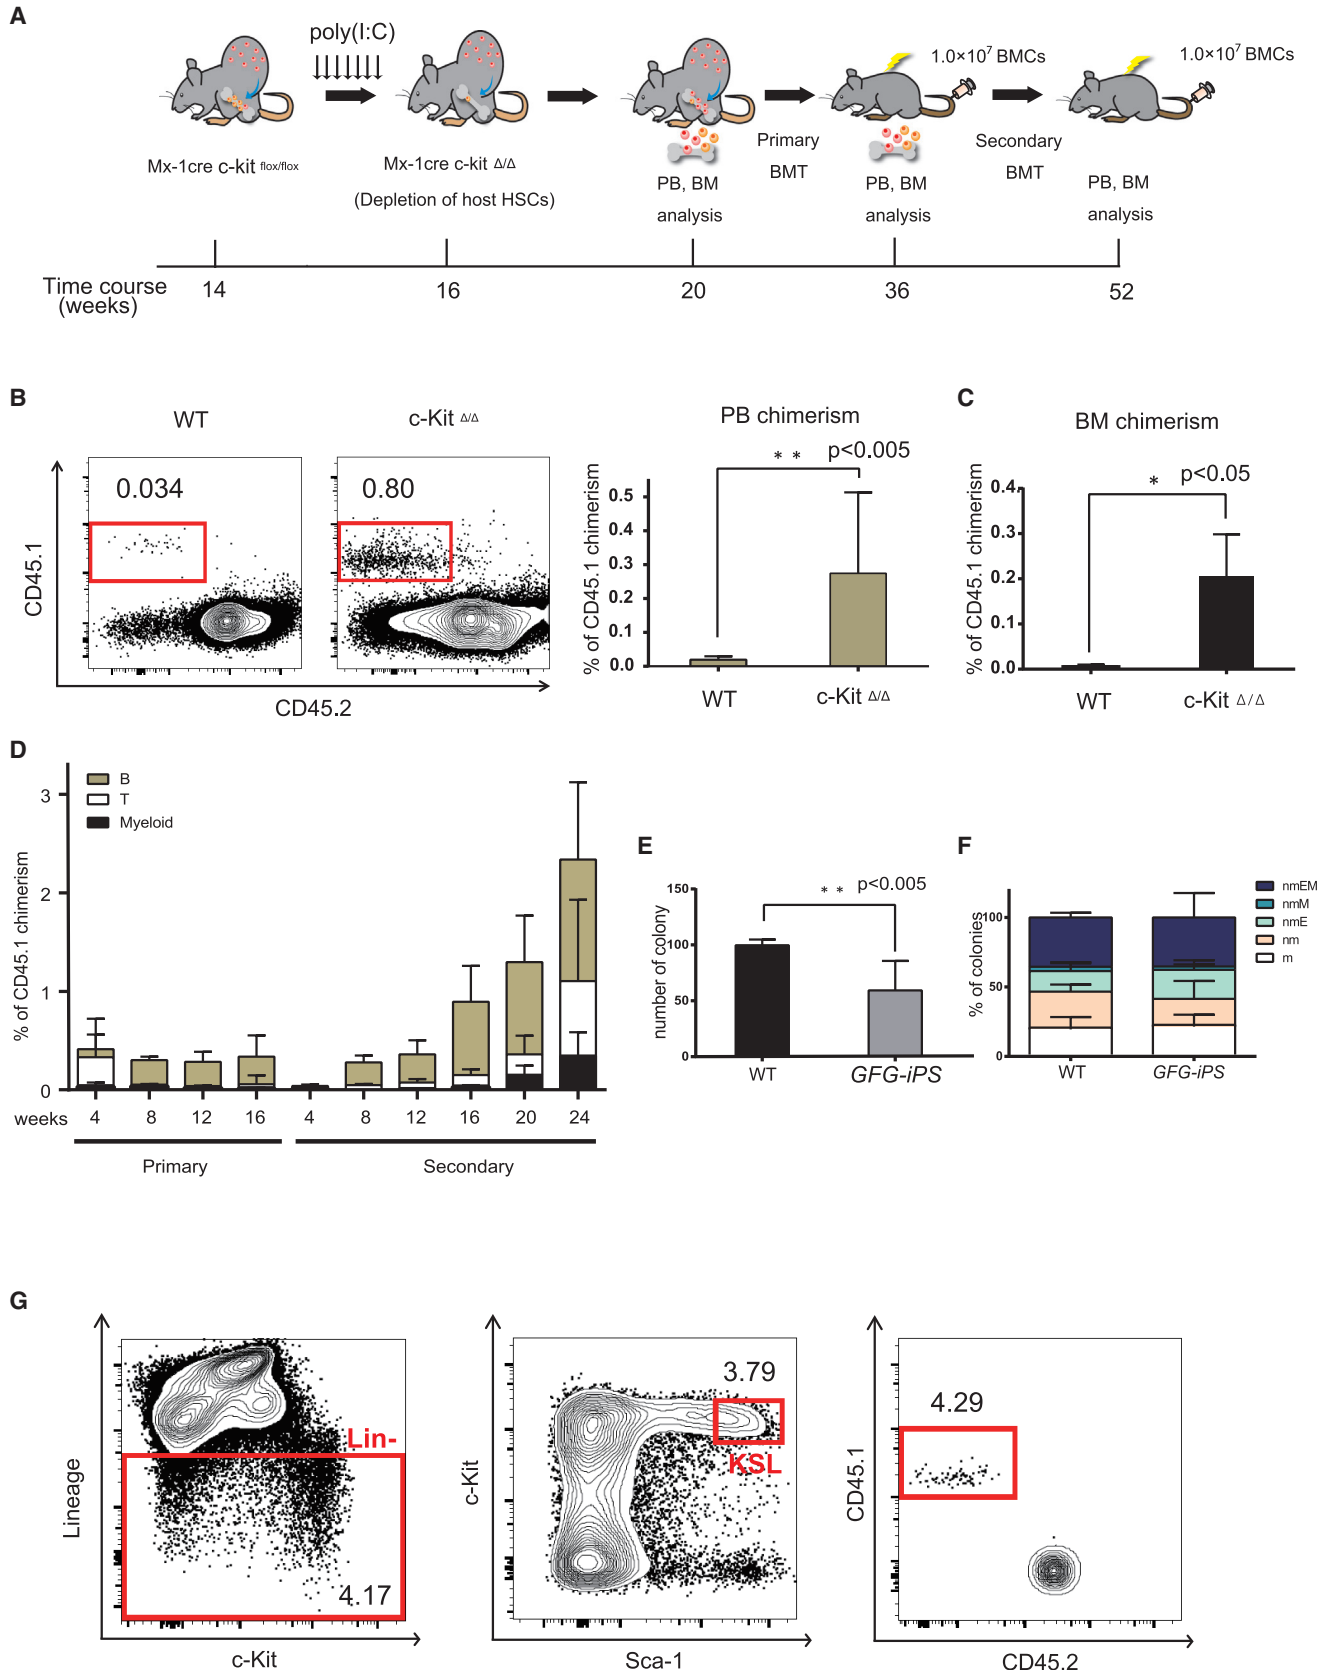 A
poly(I:C)
1.0×10⁷ BMCs
1.0×10⁷ BMCs
Mx-1cre c-kit flox/flox
Mx-1cre c-kit Δ/Δ
(Depletion of host HSCs)
PB, BM
analysis
Primary
BMT
PB, BM
analysis
Secondary
BMT
PB, BM
analysis
Time course
(weeks)
14
16
20
36
52
B
WT
c-Kit Δ/Δ
0.034
0.80
CD45.1
CD45.2
PB chimerism
** p<0.005
% of CD45.1 chimerism
0.5
0.4
0.3
0.2
0.1
0.0
WT
c-Kit Δ/Δ
C
BM chimerism
* p<0.05
% of CD45.1 chimerism
0.4
0.3
0.2
0.1
0.0
WT
c-Kit Δ/Δ
D
B
T
Myeloid
% of CD45.1 chimerism
3
2
1
0
weeks
4
8
12
16
4
8
12
16
20
24
Primary
Secondary
E
** p<0.005
number of colony
150
100
50
0
WT
GFG-iPS
F
% of colonies
100
50
0
WT
GFG-iPS
nmEM
nmM
nmE
nm
m
G
Lineage
Lin-
4.17
c-Kit
c-Kit
3.79
KSL
Sca-1
CD45.1
4.29
CD45.2